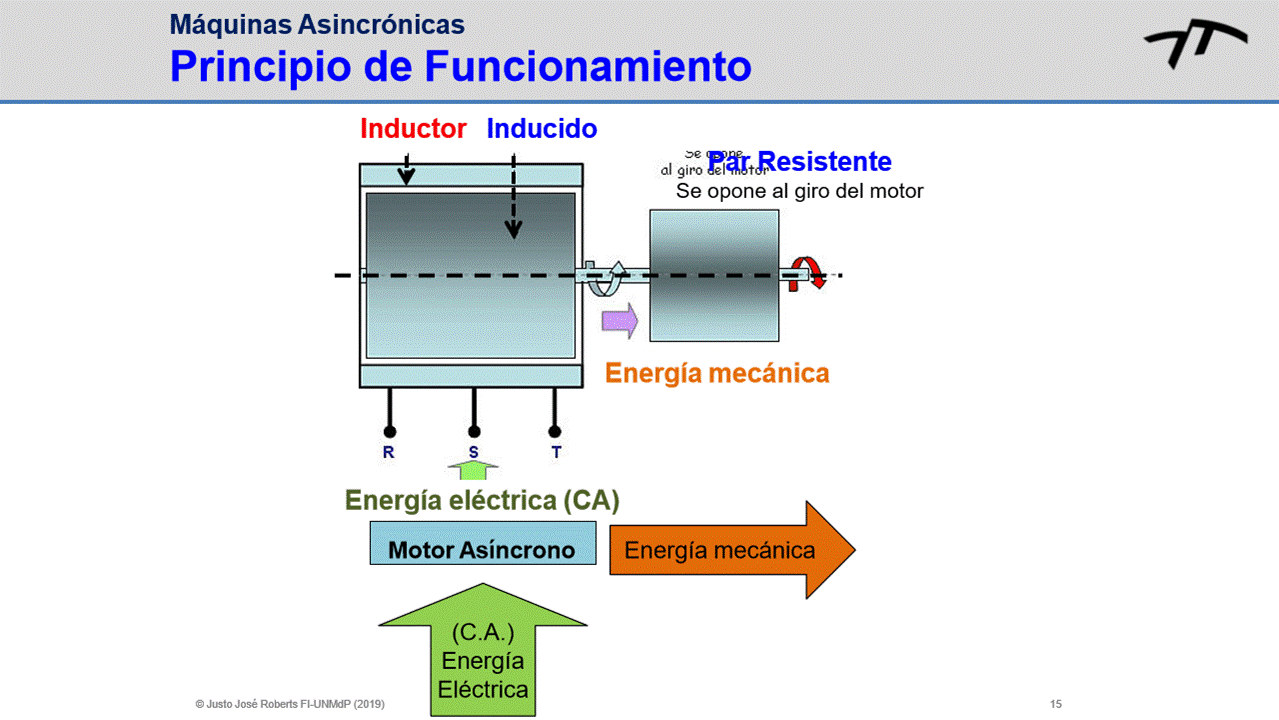 Máquinas Asincrónicas
Principio de Funcionamiento
Inductor Inducido
Se opone
al giro del motor
Par Resistente
Se opone al giro del motor
Energía mecánica
R S T
Energía eléctrica (CA)
Motor Asíncrono
Energía mecánica
(C.A.)
Energía
Eléctrica
© Justo José Roberts FI-UNMdP (2019)
15